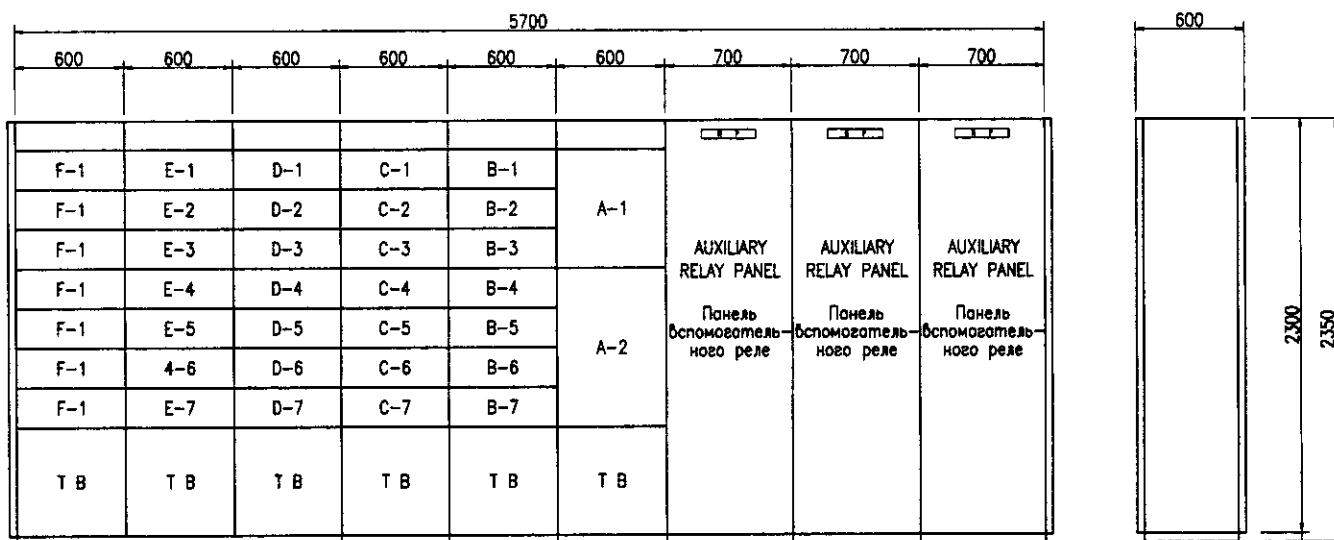 5700
600
600 600 600 600 600 600 700 700 700
F-1 E-1 D-1 C-1 B-1
F-1 E-2 D-2 C-2 B-2 A-1
F-1 E-3 D-3 C-3 B-3
F-1 E-4 D-4 C-4 B-4
F-1 E-5 D-5 C-5 B-5
A-2
F-1 4-6 D-6 C-6 B-6
F-1 E-7 D-7 C-7 B-7
T B T B T B T B T B T B
AUXILIARY
RELAY PANEL
Панель
вспомогатель-
ного реле
AUXILIARY
RELAY PANEL
Панель
вспомогатель-
ного реле
AUXILIARY
RELAY PANEL
Панель
вспомогатель-
ного реле
2300
2350